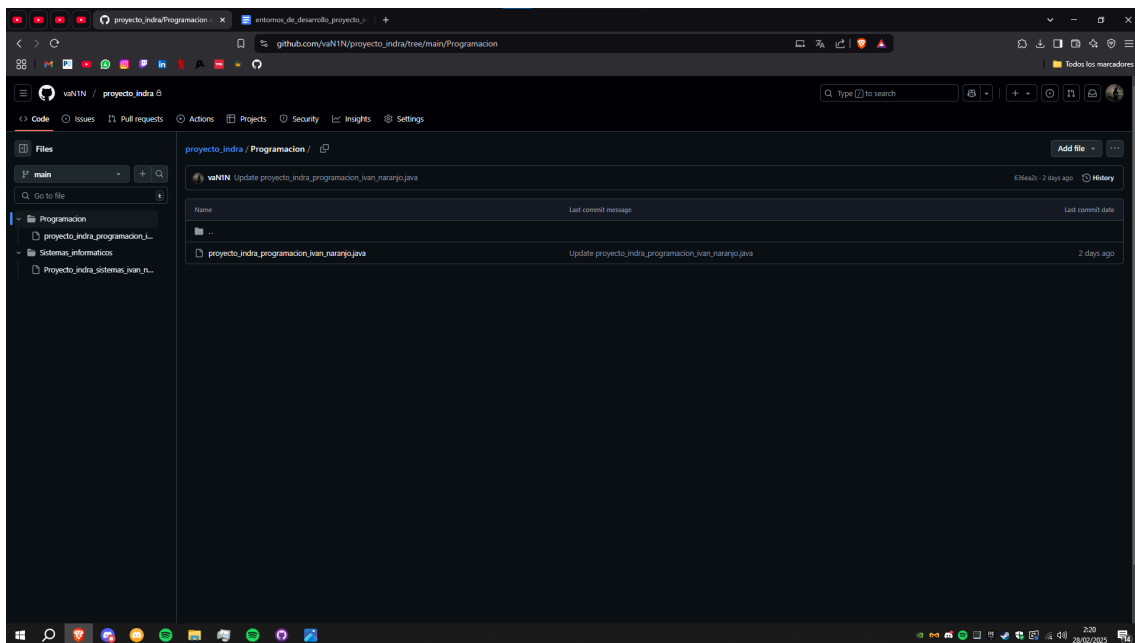 proyecto_indra/Programacion
entornos_de_desarrollo_proyecto_in
github.com/vaN1N/proyecto_indra/tree/main/Programacion
Todos los marcadores
vaN1N / proyecto_indra
Type / to search
Code Issues Pull requests Actions Projects Security Insights Settings
Files
proyecto_indra / Programacion /
Add file
main
vaN1N Update proyecto_indra_programacion_ivan_naranjo.java
636ea2c · 2 days ago History
Go to file
t
Name Last commit message Last commit date
Programacion
..
proyecto_indra_programacion_i...
Sistemas_informaticos
proyecto_indra_programacion_ivan_naranjo.java Update proyecto_indra_programacion_ivan_naranjo.java 2 days ago
Proyecto_indra_sistemas_ivan_n...
2:20
28/02/2025